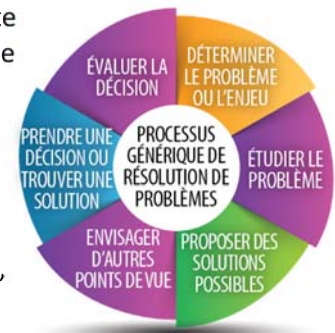 te
e
,
PROCESSUS
GÉNÉRIQUE DE
RÉSOLUTION DE
PROBLÈMES
DÉTERMINER
LE PROBLÈME
OU L'ENJEU
ÉTUDIER LE
PROBLÈME
PROPOSER DES
SOLUTIONS
POSSIBLES
ENVISAGER
D'AUTRES
POINTS DE VUE
PRENDRE UNE
DÉCISION OU
TROUVER UNE
SOLUTION
ÉVALUER LA
DÉCISION